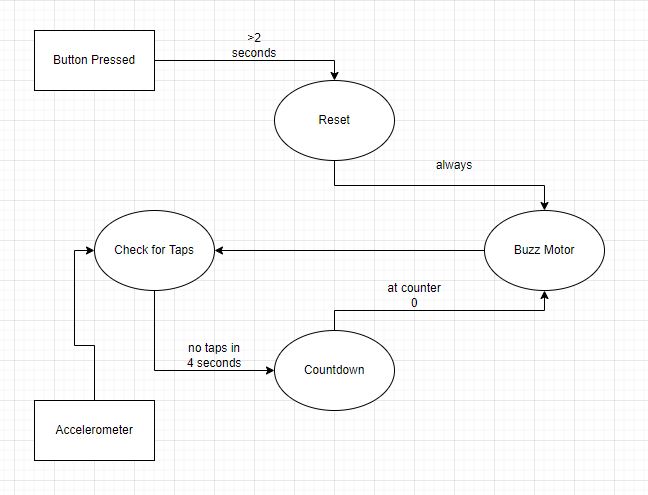 >2
seconds
Button Pressed
Reset
always
Check for Taps
Buzz Motor
at counter
0
no taps in
4 seconds
Countdown
Accelerometer